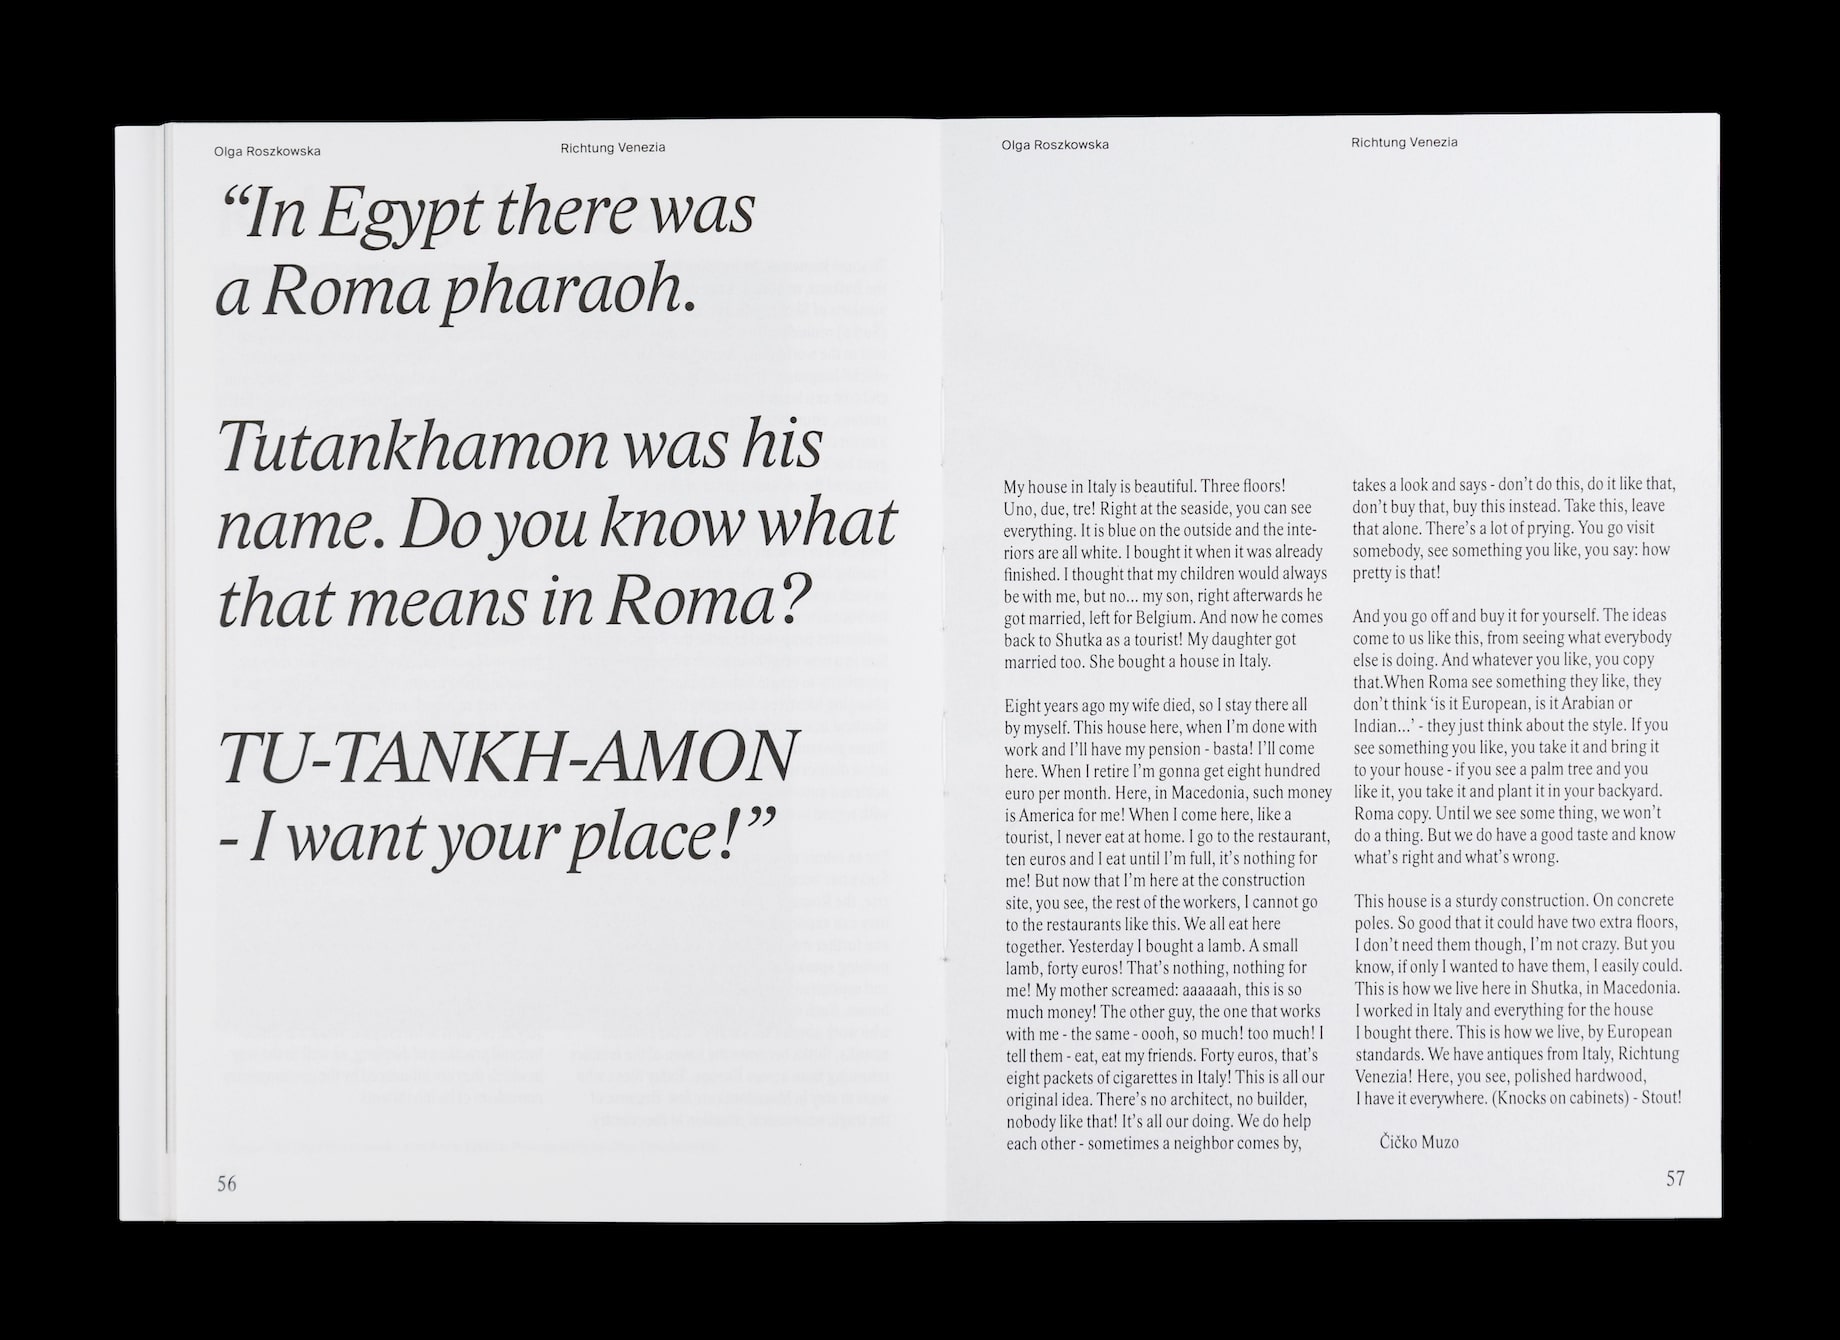 Olga Roszkowska
Richtung Venezia
“In Egypt there was
a Roma pharaoh.
Tutankhamon was his
name. Do you know what
that means in Roma?
TU-TANKH-AMON
- I want your place!”
56
Olga Roszkowska
Richtung Venezia
My house in Italy is beautiful. Three floors!
Uno, due, tre! Right at the seaside, you can see
everything. It is blue on the outside and the inte-
riors are all white. I bought it when it was already
finished. I thought that my children would always
be with me, but no... my son, right afterwards he
got married, left for Belgium. And now he comes
back to Shutka as a tourist! My daughter got
married too. She bought a house in Italy.
Eight years ago my wife died, so I stay there all
by myself. This house here, when I’m done with
work and I’ll have my pension - basta! I’ll come
here. When I retire I’m gonna get eight hundred
euro per month. Here, in Macedonia, such money
is America for me! When I come here, like a
tourist, I never eat at home. I go to the restaurant,
ten euros and I eat until I’m full, it’s nothing for
me! But now that I’m here at the construction
site, you see, the rest of the workers, I cannot go
to the restaurants like this. We all eat here
together. Yesterday I bought a lamb. A small
lamb, forty euros! That’s nothing, nothing for
me! My mother screamed: aaaaaah, this is so
much money! The other guy, the one that works
with me - the same - oooh, so much! too much! I
tell them - eat, eat my friends. Forty euros, that’s
eight packets of cigarettes in Italy! This is all our
original idea. There’s no architect, no builder,
nobody like that! It’s all our doing. We do help
each other - sometimes a neighbor comes by,
takes a look and says - don’t do this, do it like that,
don’t buy that, buy this instead. Take this, leave
that alone. There’s a lot of prying. You go visit
somebody, see something you like, you say: how
pretty is that!
And you go off and buy it for yourself. The ideas
come to us like this, from seeing what everybody
else is doing. And whatever you like, you copy
that.When Roma see something they like, they
don’t think ‘is it European, is it Arabian or
Indian...’ - they just think about the style. If you
see something you like, you take it and bring it
to your house - if you see a palm tree and you
like it, you take it and plant it in your backyard.
Roma copy. Until we see some thing, we won’t
do a thing. But we do have a good taste and know
what’s right and what’s wrong.
This house is a sturdy construction. On concrete
poles. So good that it could have two extra floors,
I don’t need them though, I’m not crazy. But you
know, if only I wanted to have them, I easily could.
This is how we live here in Shutka, in Macedonia.
I worked in Italy and everything for the house
I bought there. This is how we live, by European
standards. We have antiques from Italy, Richtung
Venezia! Here, you see, polished hardwood,
I have it everywhere. (Knocks on cabinets) - Stout!
Čičko Muzo
57